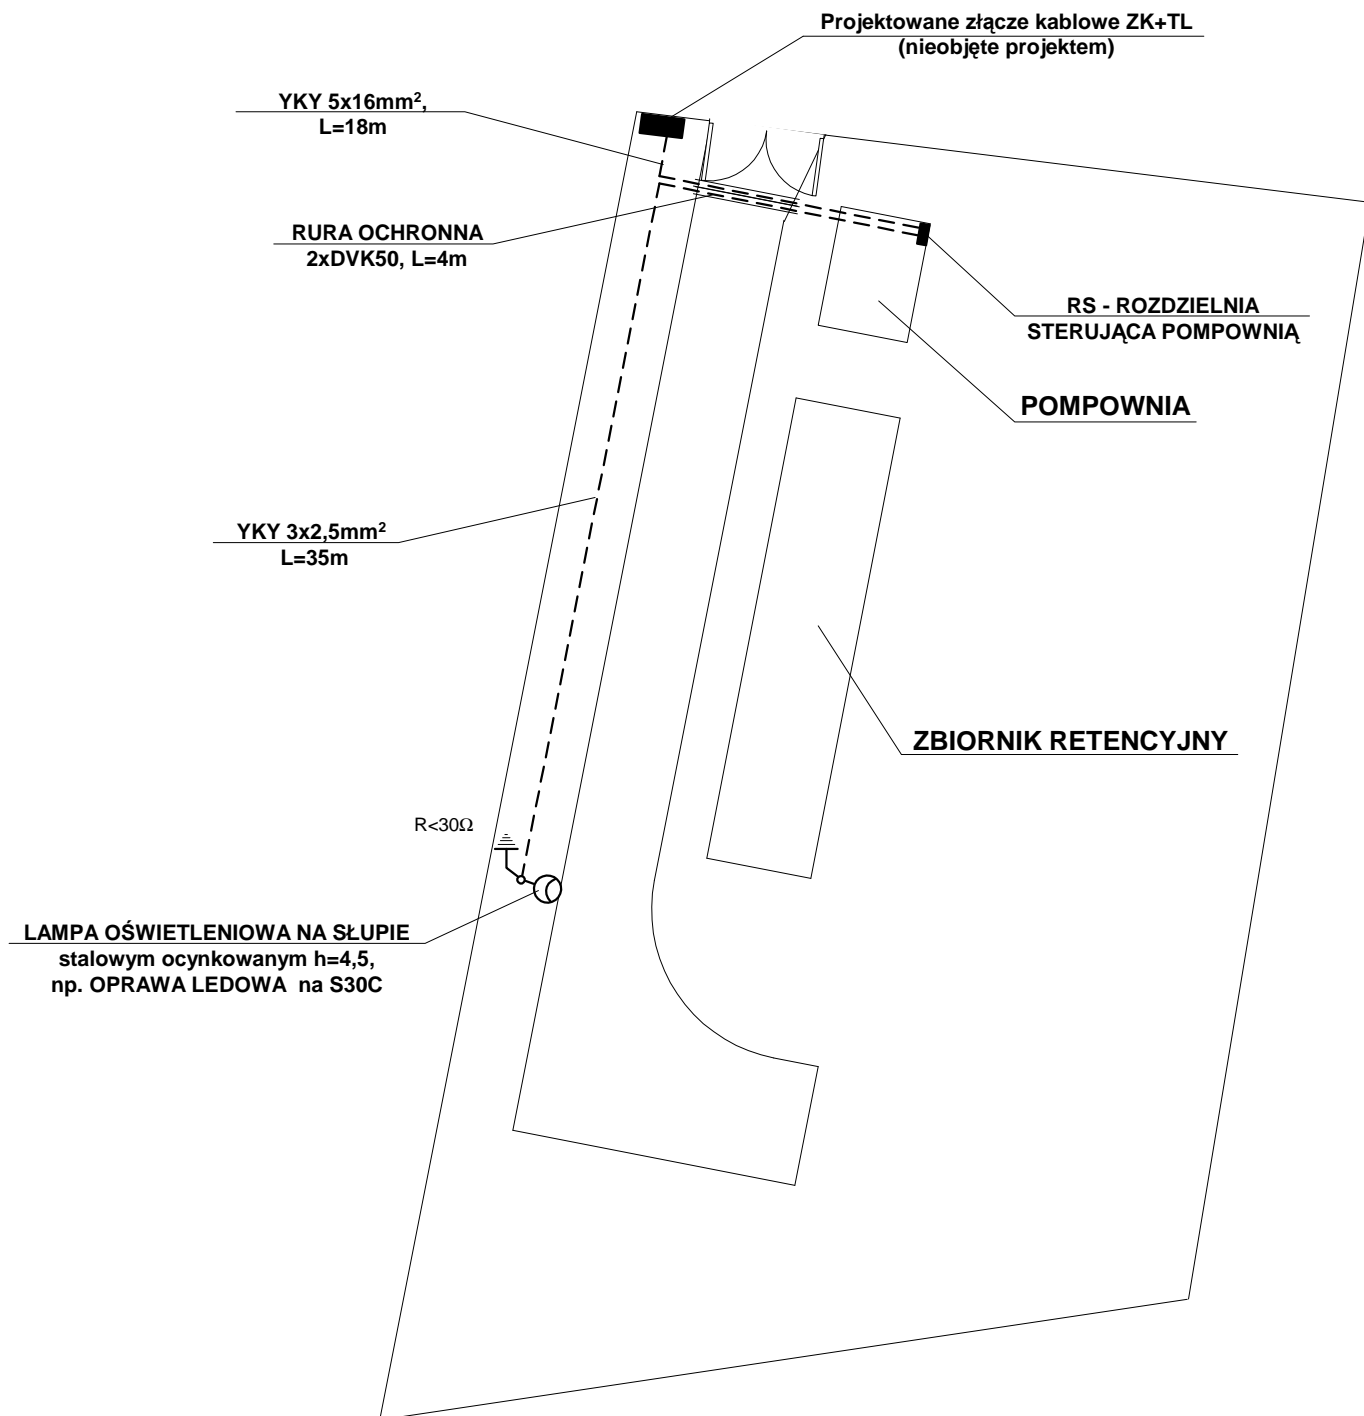 Projektowane złącze kablowe ZK+TL
(nieobjęte projektem)
YKY 5x16mm²,
L=18m
RURA OCHRONNA
2xDVK50, L=4m
RS - ROZDZIELNIA
STERUJĄCA POMPOWNIĄ
POMPOWNIA
YKY 3x2,5mm²
L=35m
ZBIORNIK RETENCYJNY
R<30Ω
LAMPA OŚWIETLENIOWA NA SŁUPIE
stalowym ocynkowanym h=4,5,
np. OPRAWA LEDOWA na S30C